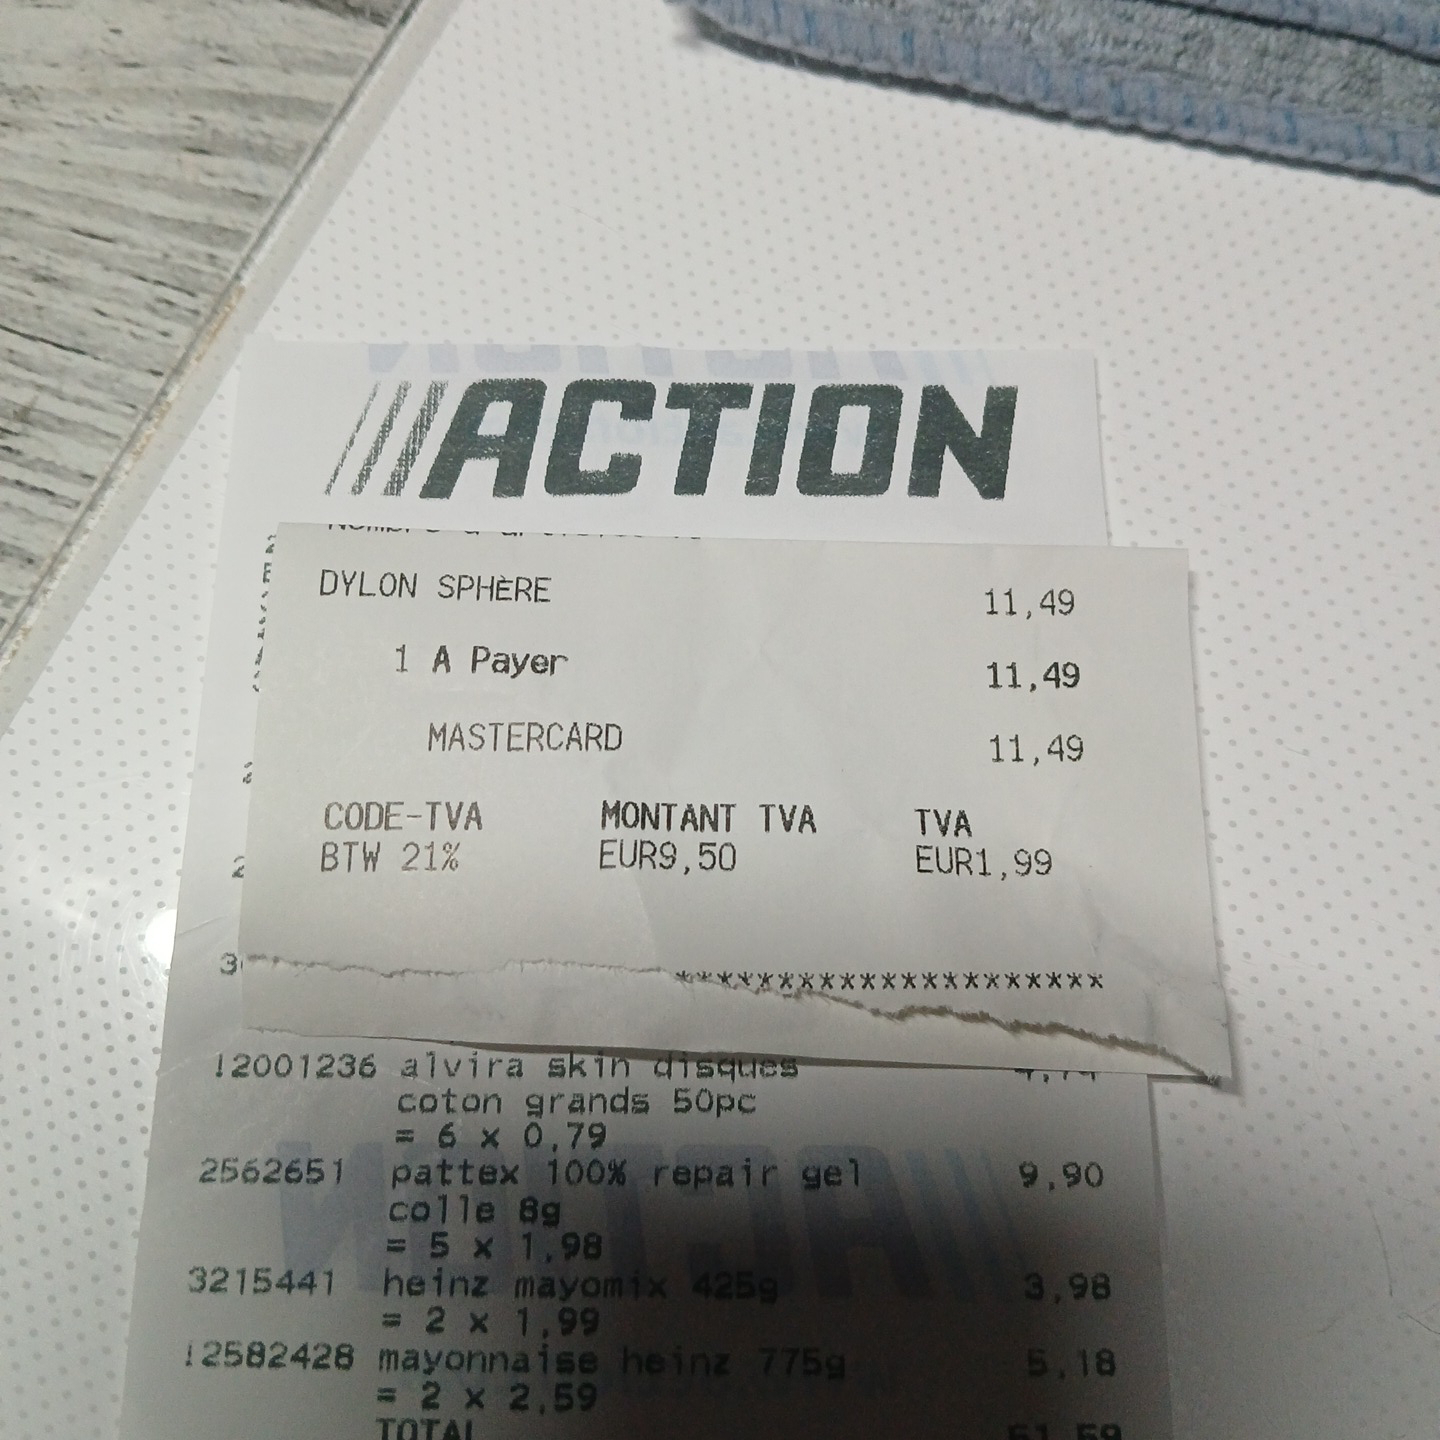 ACTION
DYLON SPHÈRE 11,49
1 A Payer 11,49
MASTERCARD 11,49
CODE-TVA MONTANT TVA TVA
BTW 21% EUR9,50 EUR1,99
*********************
12001236 alvira skin disques 4,74
coton grands 50pc
= 6 x 0,79
2562651 pattex 100% repair gel 9,90
colle 8g
= 5 x 1,98
3215441 heinz mayomix 425g 3,98
= 2 x 1,99
12582428 mayonnaise heinz 775g 5,18
= 2 x 2,59
TOTAL